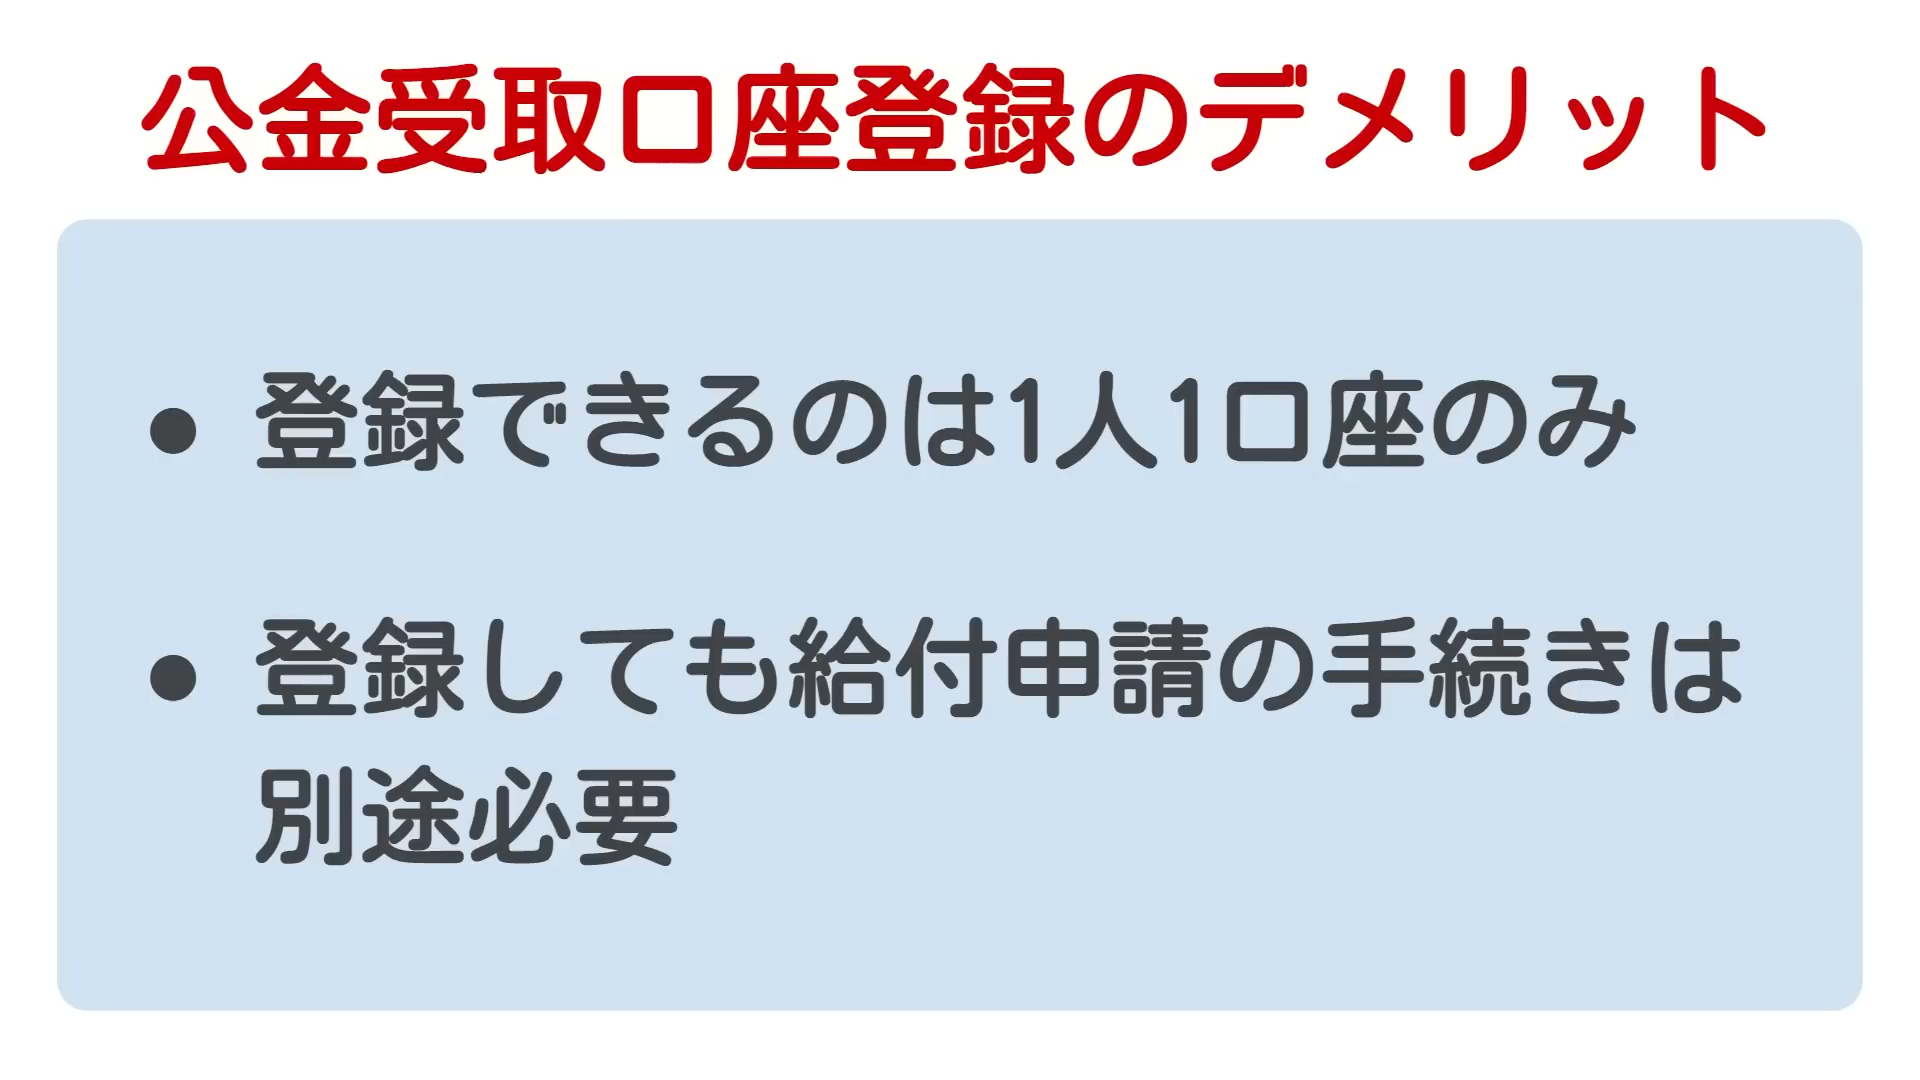 公金受取口座登録のデメリット
● 登録できるのは1人1口座のみ
● 登録しても給付申請の手続きは
別途必要